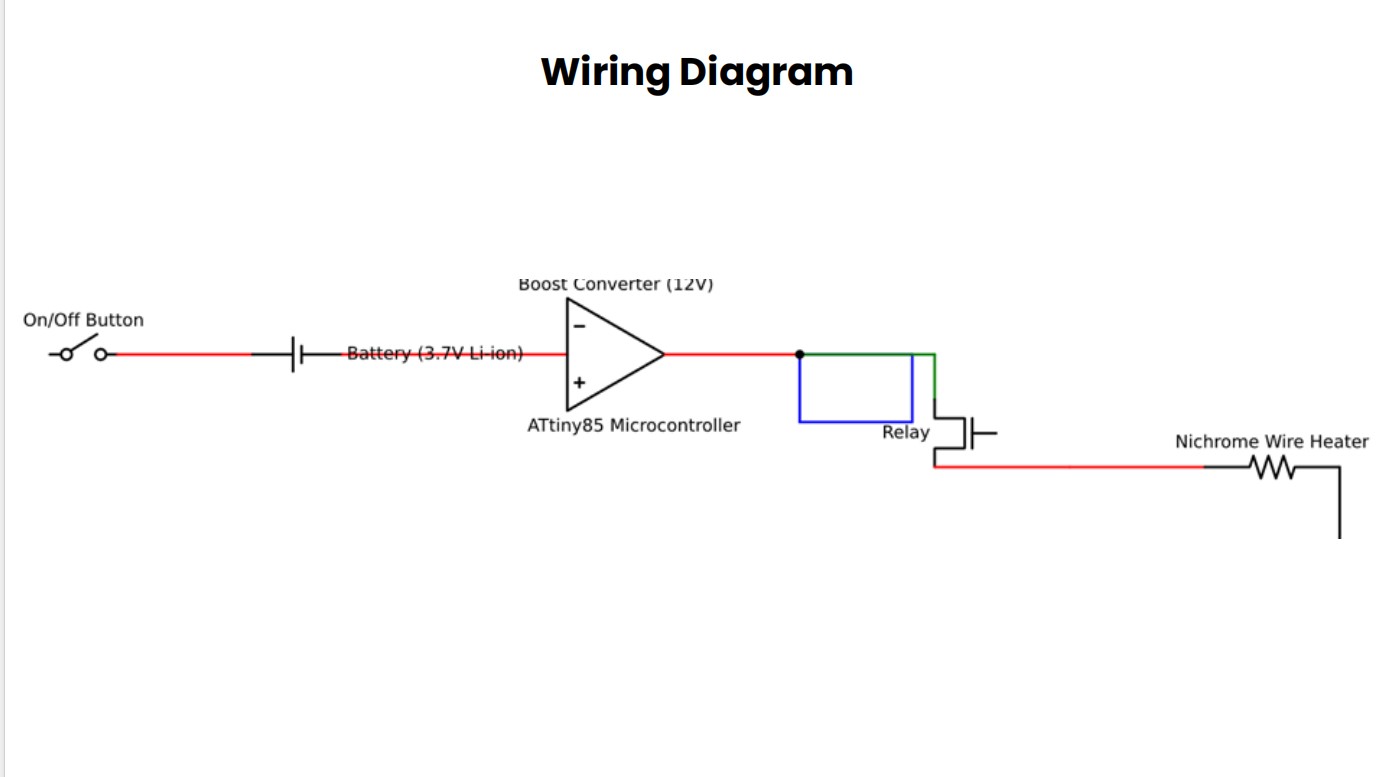 Wiring Diagram
Boost Converter (12V)
On/Off Button
Battery (3.7V Li-ion)
ATtiny85 Microcontroller
Relay
Nichrome Wire Heater